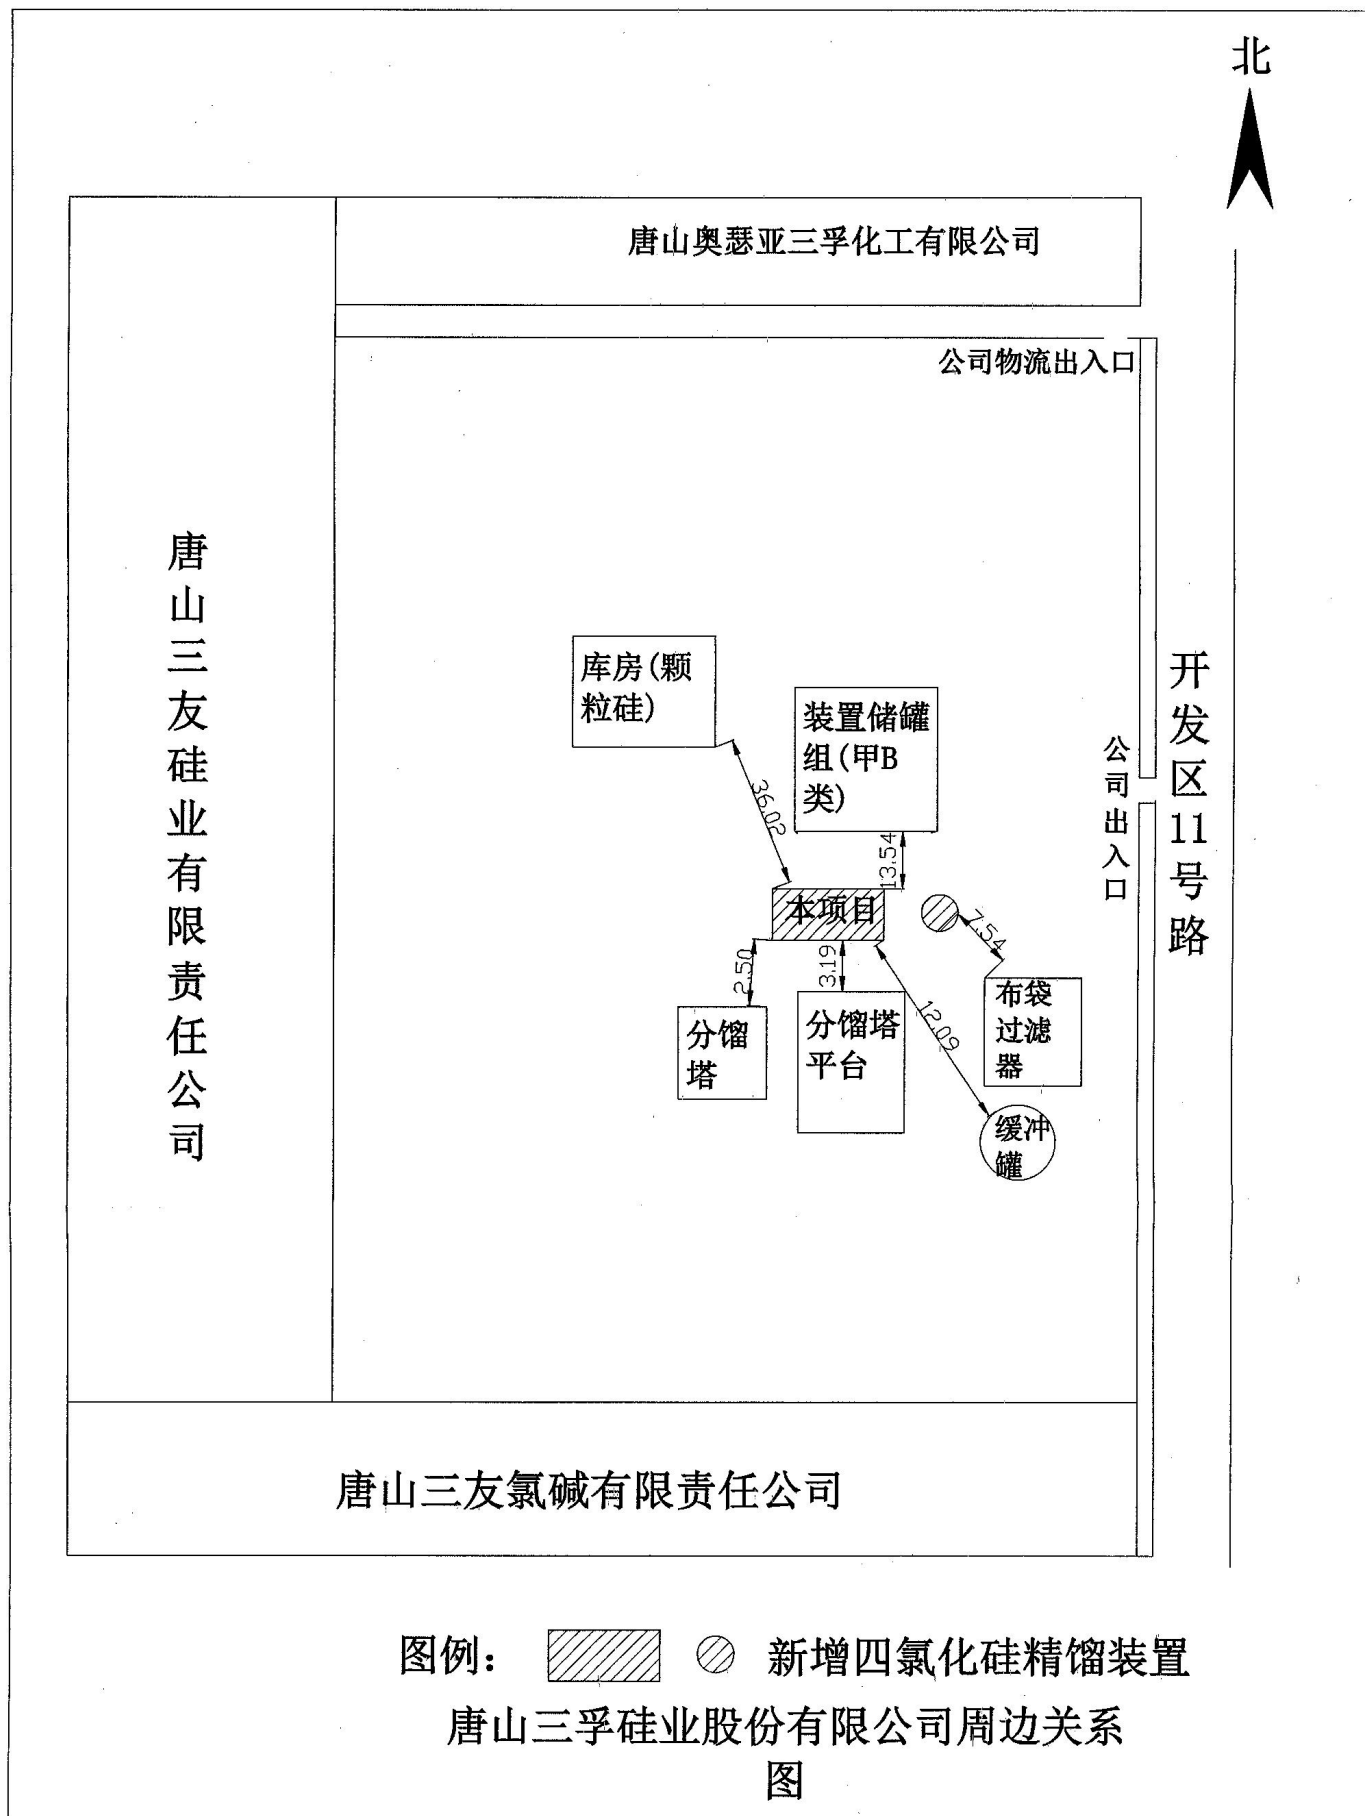 北
唐山奥瑟亚三孚化工有限公司
公司物流出入口
唐山三友硅业有限责任公司
开发区11号路
公司出入口
库房(颗
粒硅)
装置储罐
组(甲B
类)
36.02
13.54
本项目
7.54
2.50
3.19
12.09
布袋
过滤
器
分馏
塔
分馏塔
平台
缓冲
罐
唐山三友氯碱有限责任公司
图例： 新增四氯化硅精馏装置
唐山三孚硅业股份有限公司周边关系
图